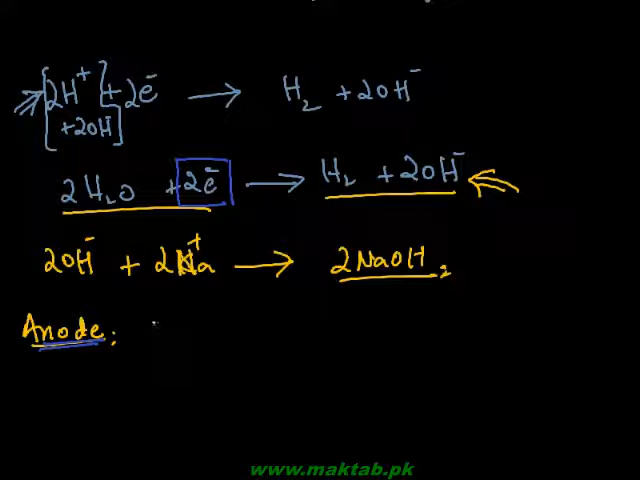 2H⁺ + 2e⁻ → H₂ + 2OH⁻
+2OH⁻
2H₂O + 2e⁻ → H₂ + 2OH⁻
2OH⁻ + 2Na⁺ → 2NaOH,
Anode:
www.maktab.pk